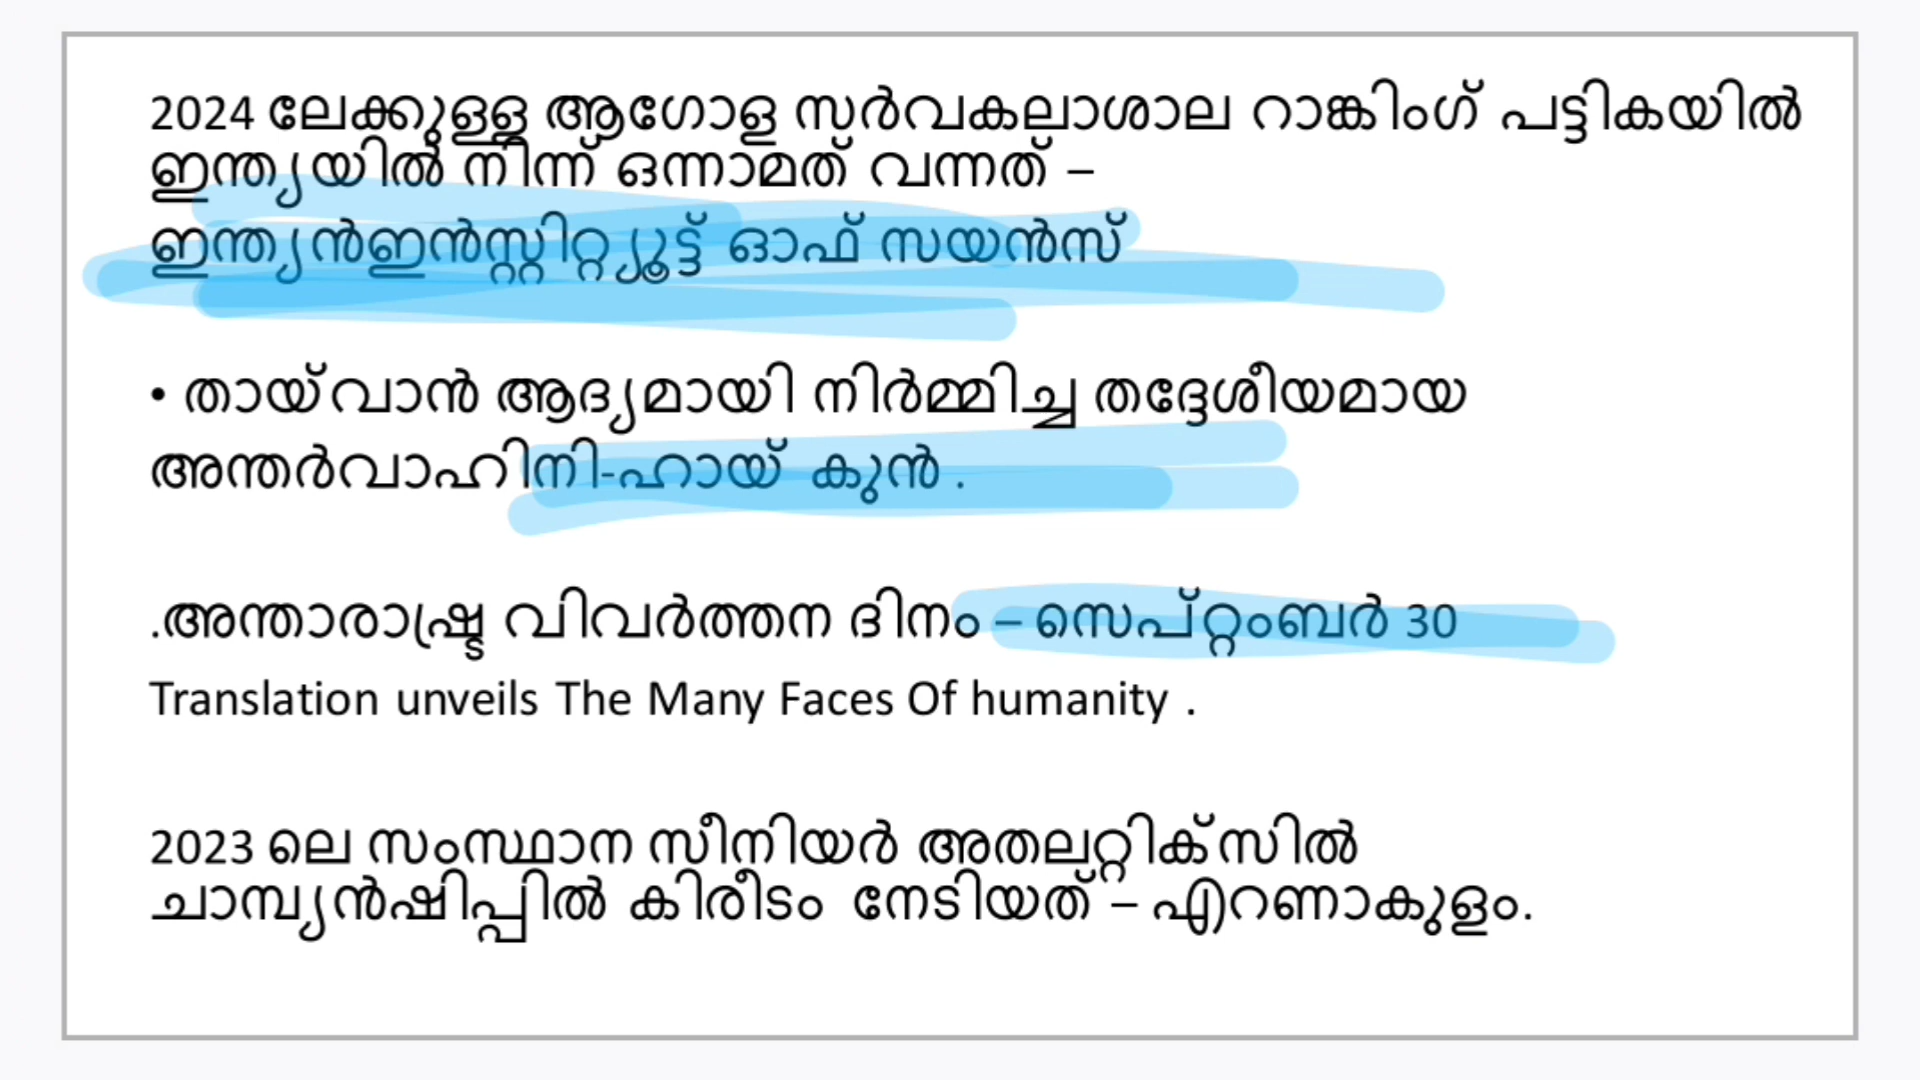 2024 ലേക്കുള്ള ആഗോള സർവകലാശാല റാങ്കിംഗ് പട്ടികയിൽ
ഇന്ത്യയിൽ നിന്ന് ഒന്നാമത് വന്നത് –
ഇന്ത്യൻഇൻസ്റ്റിറ്റ്യൂട്ട് ഓഫ് സയൻസ്
• തായ്‌വാൻ ആദ്യമായി നിർമ്മിച്ച തദ്ദേശീയമായ
അന്തർവാഹിനി-ഹായ് കുൻ .
.അന്താരാഷ്ട്ര വിവർത്തന ദിനം – സെപ്റ്റംബർ 30
Translation unveils The Many Faces Of humanity .
2023 ലെ സംസ്ഥാന സീനിയർ അതലറ്റിക്സിൽ
ചാമ്പ്യൻഷിപ്പിൽ കിരീടം നേടിയത് – എറണാകുളം.